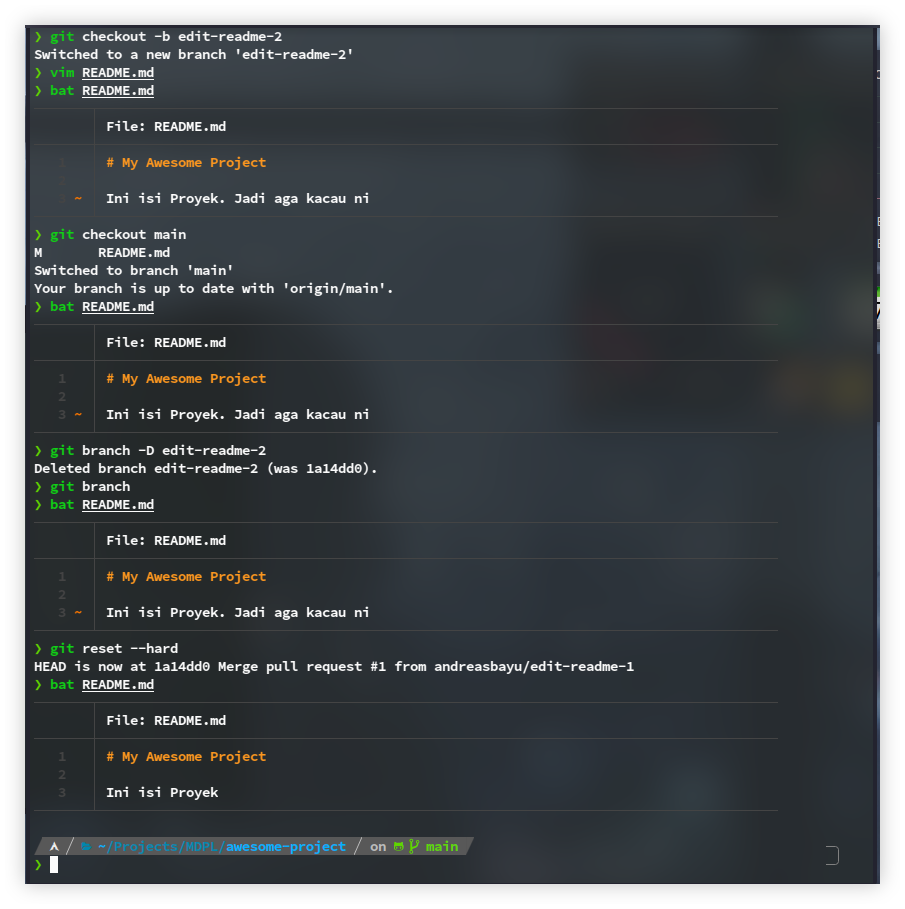 ❯ git checkout -b edit-readme-2
Switched to a new branch 'edit-readme-2'
❯ vim README.md
❯ bat README.md
File: README.md
1 # My Awesome Project
2
3 ~ Ini isi Proyek. Jadi aga kacau ni
❯ git checkout main
M README.md
Switched to branch 'main'
Your branch is up to date with 'origin/main'.
❯ bat README.md
File: README.md
1 # My Awesome Project
2
3 ~ Ini isi Proyek. Jadi aga kacau ni
❯ git branch -D edit-readme-2
Deleted branch edit-readme-2 (was 1a14dd0).
❯ git branch
❯ bat README.md
File: README.md
1 # My Awesome Project
2
3 ~ Ini isi Proyek. Jadi aga kacau ni
❯ git reset --hard
HEAD is now at 1a14dd0 Merge pull request #1 from andreasbayu/edit-readme-1
❯ bat README.md
File: README.md
1 # My Awesome Project
2
3 Ini isi Proyek
~/Projects/MDPL/awesome-project on main
❯